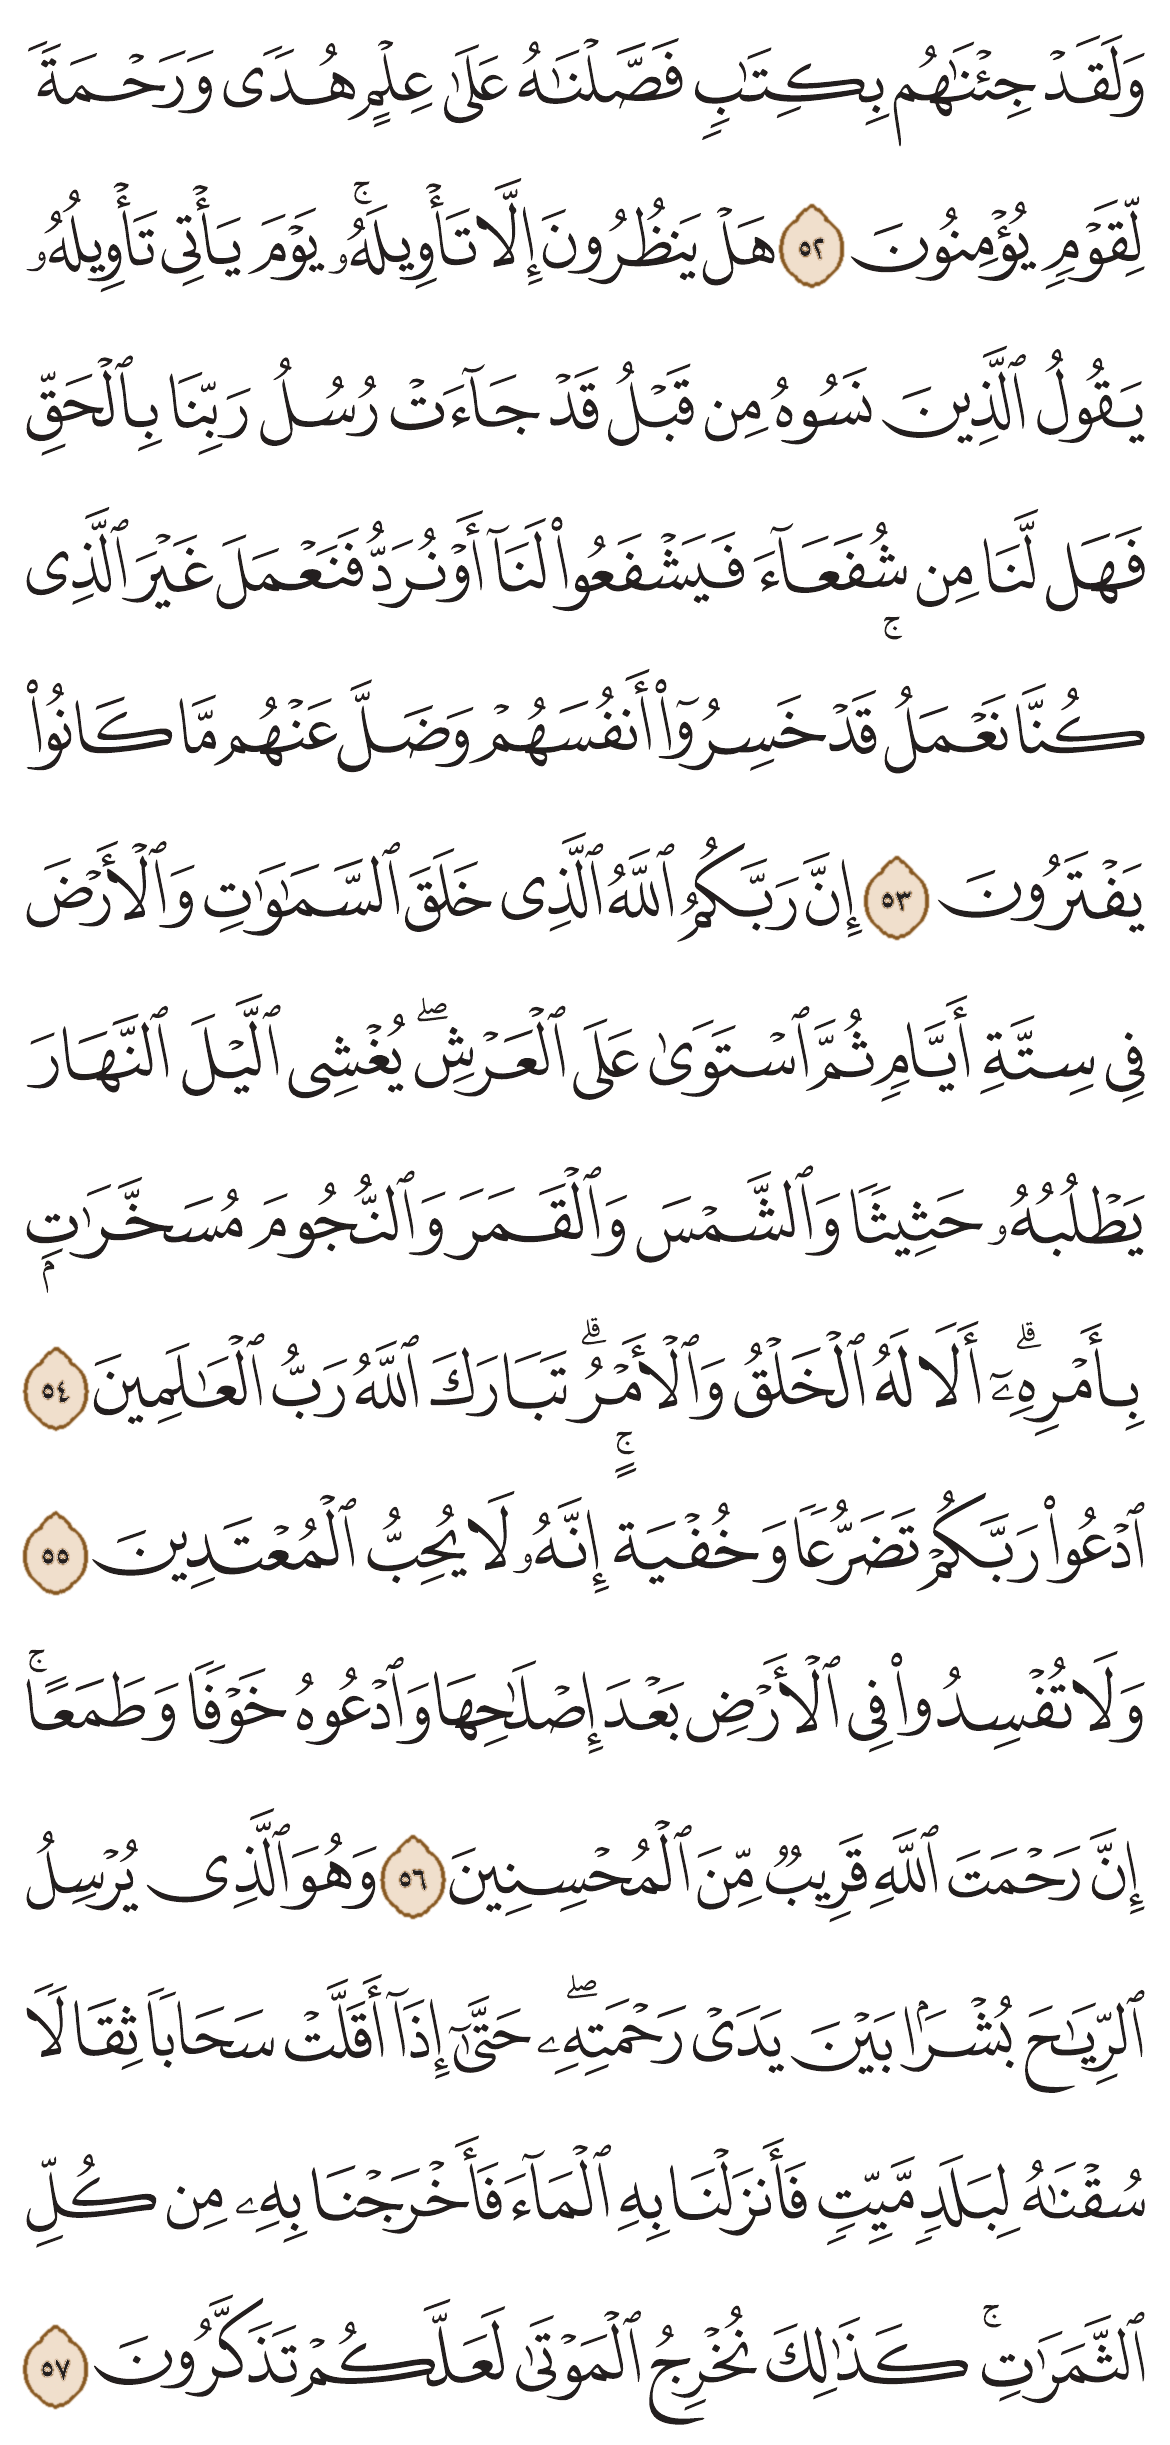 وَلَقَدْ جِئْنَٰهُم بِكِتَٰبٍ فَصَّلْنَٰهُ عَلَىٰ عِلْمٍ هُدًى وَرَحْمَةً
لِّقَوْمٍ يُؤْمِنُونَ ٥٢ هَلْ يَنظُرُونَ إِلَّا تَأْوِيلَهُۥ ۚ يَوْمَ يَأْتِى تَأْوِيلُهُۥ
يَقُولُ ٱلَّذِينَ نَسُوهُ مِن قَبْلُ قَدْ جَآءَتْ رُسُلُ رَبِّنَا بِٱلْحَقِّ
فَهَل لَّنَا مِن شُفَعَآءَ فَيَشْفَعُوا۟ لَنَآ أَوْ نُرَدُّ فَنَعْمَلَ غَيْرَ ٱلَّذِى
كُنَّا نَعْمَلُ ۚ قَدْ خَسِرُوٓا۟ أَنفُسَهُمْ وَضَلَّ عَنْهُم مَّا كَانُوا۟
يَفْتَرُونَ ٥٣ إِنَّ رَبَّكُمُ ٱللَّهُ ٱلَّذِى خَلَقَ ٱلسَّمَٰوَٰتِ وَٱلْأَرْضَ
فِى سِتَّةِ أَيَّامٍ ثُمَّ ٱسْتَوَىٰ عَلَى ٱلْعَرْشِ ۖ يُغْشِى ٱلَّيْلَ ٱلنَّهَارَ
يَطْلُبُهُۥ حَثِيثًا وَٱلشَّمْسَ وَٱلْقَمَرَ وَٱلنُّجُومَ مُسَخَّرَٰتٍۭ
بِأَمْرِهِۦٓ ۗ أَلَا لَهُ ٱلْخَلْقُ وَٱلْأَمْرُ ۗ تَبَارَكَ ٱللَّهُ رَبُّ ٱلْعَٰلَمِينَ ٥٤
ٱدْعُوا۟ رَبَّكُمْ تَضَرُّعًا وَخُفْيَةً ۚ إِنَّهُۥ لَا يُحِبُّ ٱلْمُعْتَدِينَ ٥٥
وَلَا تُفْسِدُوا۟ فِى ٱلْأَرْضِ بَعْدَ إِصْلَٰحِهَا وَٱدْعُوهُ خَوْفًا وَطَمَعًا ۚ
إِنَّ رَحْمَتَ ٱللَّهِ قَرِيبٌ مِّنَ ٱلْمُحْسِنِينَ ٥٦ وَهُوَ ٱلَّذِى يُرْسِلُ
ٱلرِّيَٰحَ بُشْرًۢا بَيْنَ يَدَىْ رَحْمَتِهِۦ ۖ حَتَّىٰٓ إِذَآ أَقَلَّتْ سَحَابًا ثِقَالًا
سُقْنَٰهُ لِبَلَدٍ مَّيِّتٍ فَأَنزَلْنَا بِهِ ٱلْمَآءَ فَأَخْرَجْنَا بِهِۦ مِن كُلِّ
ٱلثَّمَرَٰتِ ۚ كَذَٰلِكَ نُخْرِجُ ٱلْمَوْتَىٰ لَعَلَّكُمْ تَذَكَّرُونَ ٥٧